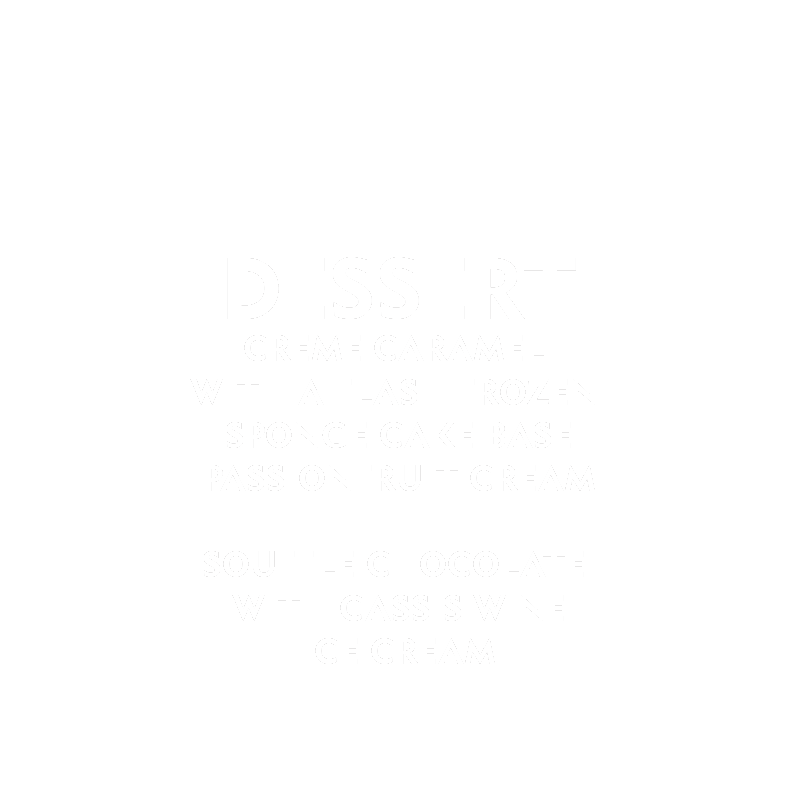 DESSERT
CREME CARAMEL
WITH A FLASH FROZEN
SPONGE CAKE BASE
PASSION FRUIT CREAM
SOUFFLE CHOCOLATE
WITH CASSIS WINE
ICE CREAM